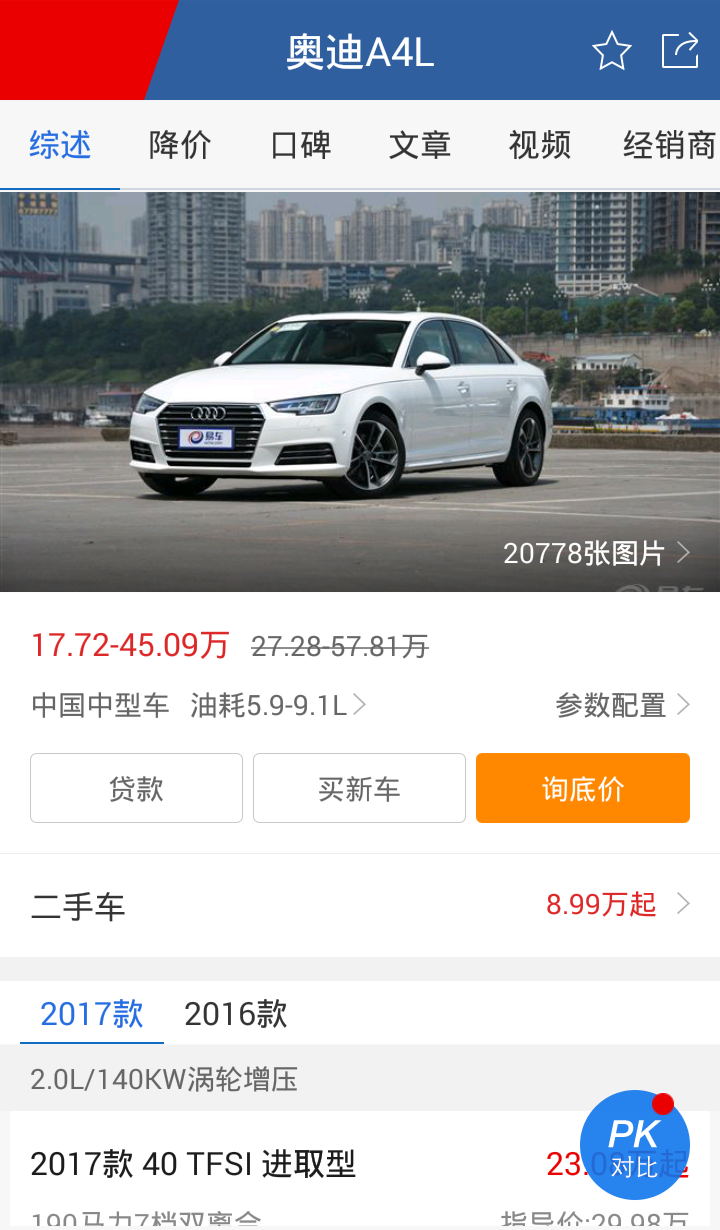 奥迪A4L
综述 降价 口碑 文章 视频 经销商
易车
20778张图片
17.72-45.09万 27.28-57.81万
中国中型车 油耗5.9-9.1L 参数配置
贷款 买新车 询底价
二手车 8.99万起
2017款 2016款
2.0L/140KW涡轮增压
2017款 40 TFSI 进取型 23.0 起
PK
对比
190马力7档双离合 指导价:29.98万